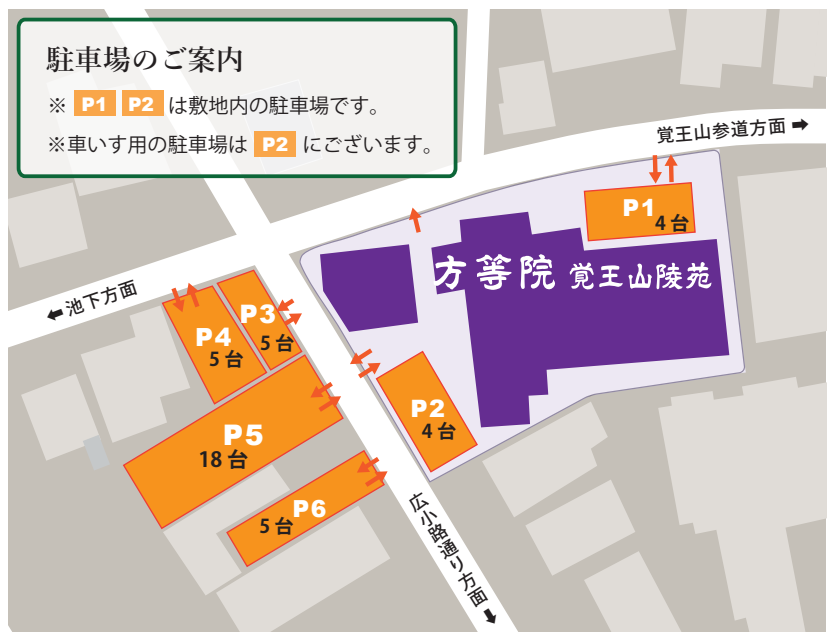 駐車場のご案内
※ P1 P2 は敷地内の駐車場です。
※車いす用の駐車場は P2 にございます。
覚王山参道方面 ➡
P1
4台
方等院 覚王山陵苑
⬅ 池下方面
P3
5台
P4
5台
P2
4台
P5
18台
P6
5台
広小路通り方面 ➡